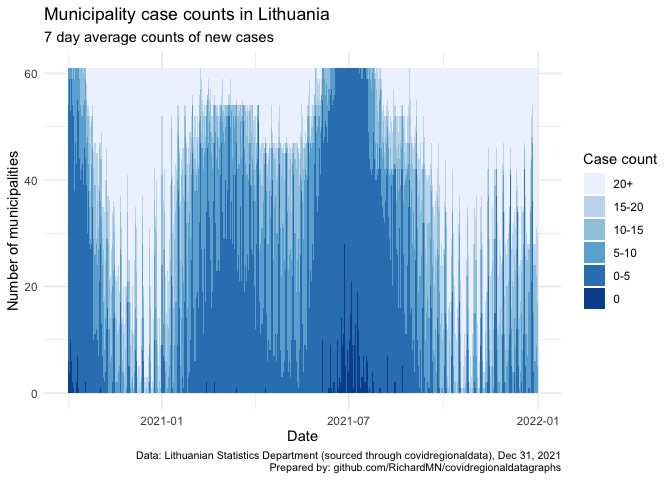 Municipality case counts in Lithuania
7 day average counts of new cases
Number of municipalities
60
40
20
0
2021-01
2021-07
2022-01
Date
Case count
20+
15-20
10-15
5-10
0-5
0
Data: Lithuanian Statistics Department (sourced through covidregionaldata), Dec 31, 2021
Prepared by: github.com/RichardMN/covidregionaldatagraphs